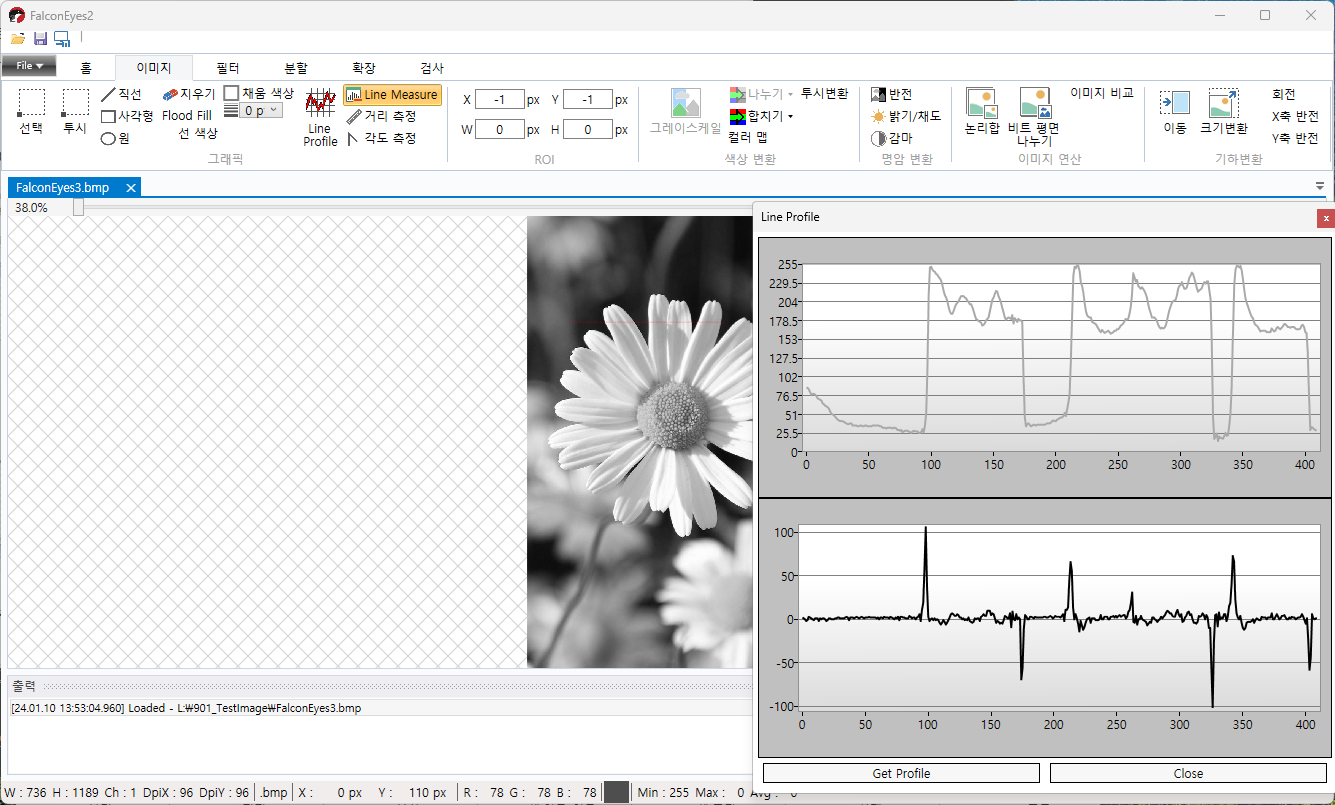 FalconEyes2
File 홈 이미지 필터 분할 확장 검사
직선 지우기 채움 색상 Line Measure X -1 px Y -1 px 나누기 투시변환 반전 이미지 비교 회전
선택 투시 사각형 Flood Fill 0 p Line Profile 거리 측정 그레이스케일 합치기 밝기/채도 논리합 비트 평면 나누기 이동 크기변환 X축 반전
원 선 색상 각도 측정 W 0 px H 0 px 컬러 맵 감마 Y축 반전
그래픽 ROI 색상 변환 명암 변환 이미지 연산 기하변환
FalconEyes3.bmp
38.0%
Line Profile
255
229.5
204
178.5
153
127.5
102
76.5
51
25.5
0
0 50 100 150 200 250 300 350 400
100
50
0
-50
-100
0 50 100 150 200 250 300 350 400
Get Profile Close
출력
[24.01.10 13:53:04.960] Loaded - L:₩901_TestImage₩FalconEyes3.bmp
W : 736 H : 1189 Ch : 1 DpiX : 96 DpiY : 96 .bmp X : 0 px Y : 110 px R : 78 G : 78 B : 78 Min : 255 Max : 0 Avg : 0